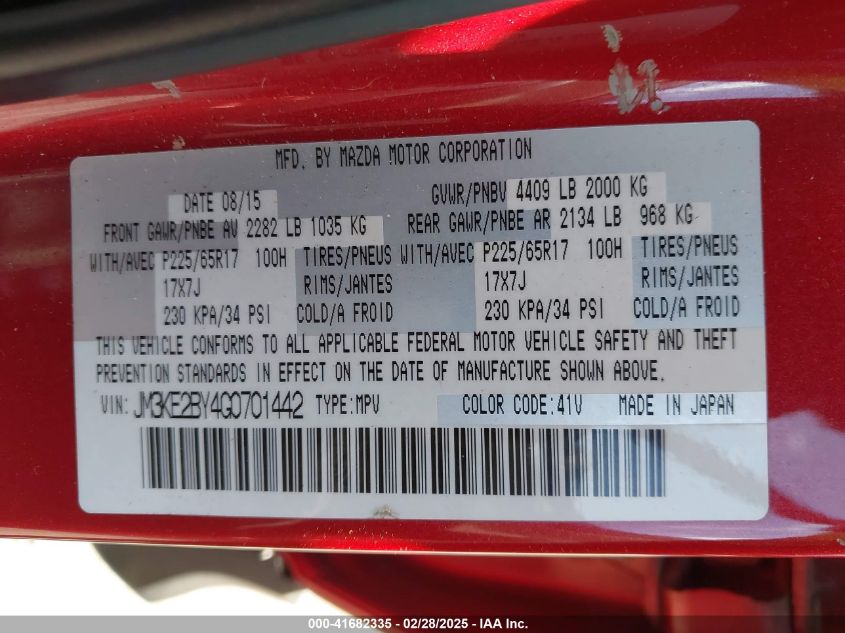 MFD. BY MAZDA MOTOR CORPORATION
DATE 08/15 GVWR/PNBV 4409 LB 2000 KG
FRONT GAWR/PNBE AV 2282 LB 1035 KG REAR GAWR/PNBE AR 2134 LB 968 KG
WITH/AVEC P225/65R17 100H TIRES/PNEUS WITH/AVEC P225/65R17 100H TIRES/PNEUS
17X7J RIMS/JANTES 17X7J RIMS/JANTES
230 KPA/34 PSI COLD/A FROID 230 KPA/34 PSI COLD/A FROID
THIS VEHICLE CONFORMS TO ALL APPLICABLE FEDERAL MOTOR VEHICLE SAFETY AND THEFT
PREVENTION STANDARDS IN EFFECT ON THE DATE OF MANUFACTURE SHOWN ABOVE.
VIN: JM3KE2BY4G0701442 TYPE:MPV COLOR CODE:41V MADE IN JAPAN
000-41682335 - 02/28/2025 - IAA Inc.